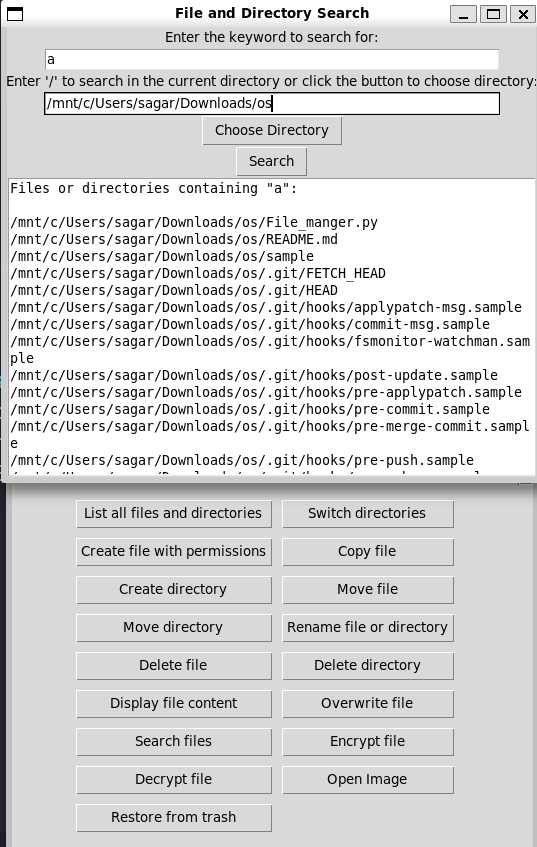 File and Directory Search
Enter the keyword to search for:
a
Enter '/' to search in the current directory or click the button to choose directory:
/mnt/c/Users/sagar/Downloads/os
Choose Directory
Search
Files or directories containing "a":
/mnt/c/Users/sagar/Downloads/os/File_manger.py
/mnt/c/Users/sagar/Downloads/os/README.md
/mnt/c/Users/sagar/Downloads/os/sample
/mnt/c/Users/sagar/Downloads/os/.git/FETCH_HEAD
/mnt/c/Users/sagar/Downloads/os/.git/HEAD
/mnt/c/Users/sagar/Downloads/os/.git/hooks/applypatch-msg.sample
/mnt/c/Users/sagar/Downloads/os/.git/hooks/commit-msg.sample
/mnt/c/Users/sagar/Downloads/os/.git/hooks/fsmonitor-watchman.sam
ple
/mnt/c/Users/sagar/Downloads/os/.git/hooks/post-update.sample
/mnt/c/Users/sagar/Downloads/os/.git/hooks/pre-applypatch.sample
/mnt/c/Users/sagar/Downloads/os/.git/hooks/pre-commit.sample
/mnt/c/Users/sagar/Downloads/os/.git/hooks/pre-merge-commit.sampl
e
/mnt/c/Users/sagar/Downloads/os/.git/hooks/pre-push.sample
List all files and directories
Switch directories
Create file with permissions
Copy file
Create directory
Move file
Move directory
Rename file or directory
Delete file
Delete directory
Display file content
Overwrite file
Search files
Encrypt file
Decrypt file
Open Image
Restore from trash